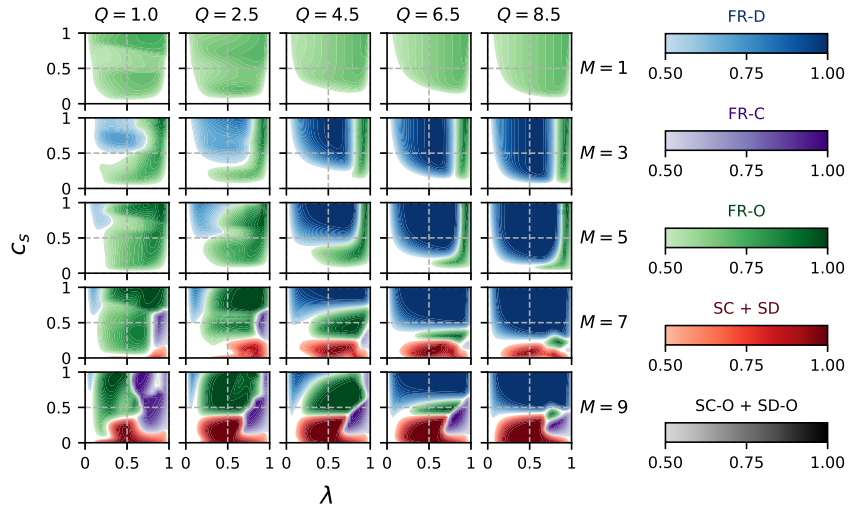 Q = 1.0 Q = 2.5 Q = 4.5 Q = 6.5 Q = 8.5
1 0.5 0 M = 1
1 0.5 0 M = 3
1 0.5 0 M = 5
1 0.5 0 M = 7
1 0.5 0 M = 9
0 0.5 1 0 0.5 1 0 0.5 1 0 0.5 1 0 0.5 1
c_s
λ
FR-D
0.50 0.75 1.00
FR-C
0.50 0.75 1.00
FR-O
0.50 0.75 1.00
SC + SD
0.50 0.75 1.00
SC-O + SD-O
0.50 0.75 1.00